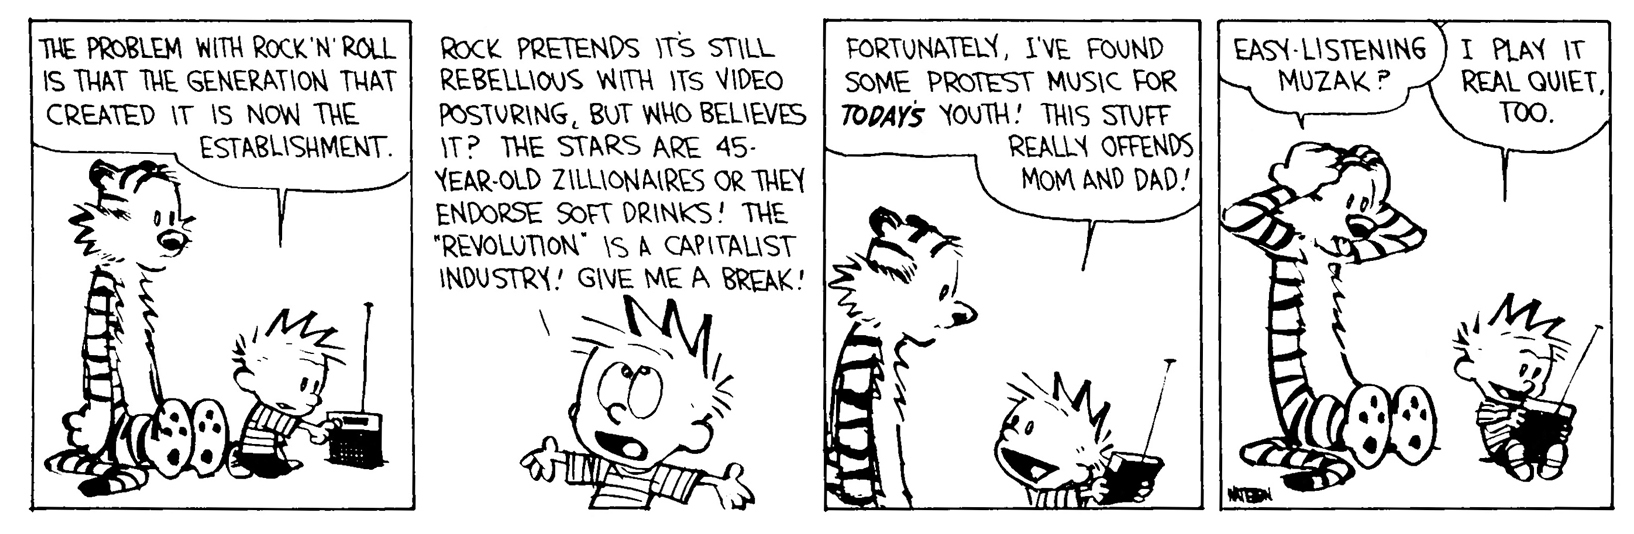 THE PROBLEM WITH ROCK 'N' ROLL
IS THAT THE GENERATION THAT
CREATED IT IS NOW THE
ESTABLISHMENT.
ROCK PRETENDS IT'S STILL
REBELLIOUS WITH ITS VIDEO
POSTURING, BUT WHO BELIEVES
IT? THE STARS ARE 45-
YEAR-OLD ZILLIONAIRES OR THEY
ENDORSE SOFT DRINKS! THE
"REVOLUTION" IS A CAPITALIST
INDUSTRY! GIVE ME A BREAK!
FORTUNATELY, I'VE FOUND
SOME PROTEST MUSIC FOR
TODAY'S YOUTH! THIS STUFF
REALLY OFFENDS
MOM AND DAD!
EASY-LISTENING
MUZAK?
I PLAY IT
REAL QUIET,
TOO.
WATTERSON